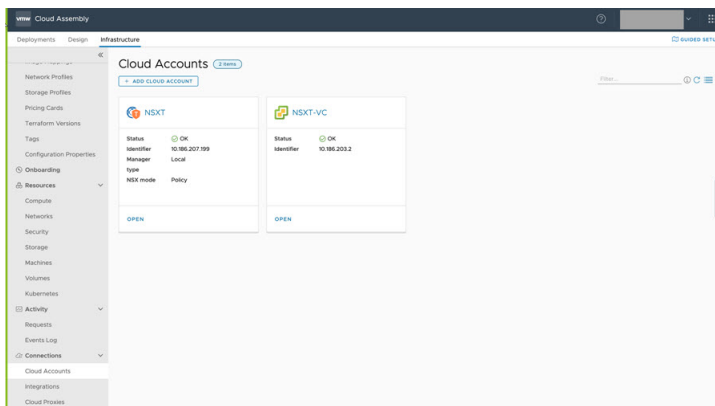 vmw Cloud Assembly
Deployments Design Infrastructure
GUIDED SETU
Network Profiles
Storage Profiles
Pricing Cards
Terraform Versions
Tags
Configuration Properties
Onboarding
Resources
Compute
Networks
Security
Storage
Machines
Volumes
Kubernetes
Activity
Requests
Events Log
Connections
Cloud Accounts
Integrations
Cloud Proxies
Cloud Accounts 2 items
+ ADD CLOUD ACCOUNT
Filter...
NSXT
Status OK
Identifier 10.186.207.199
Manager type Local
NSX mode Policy
OPEN
NSXT-VC
Status OK
Identifier 10.186.203.2
OPEN